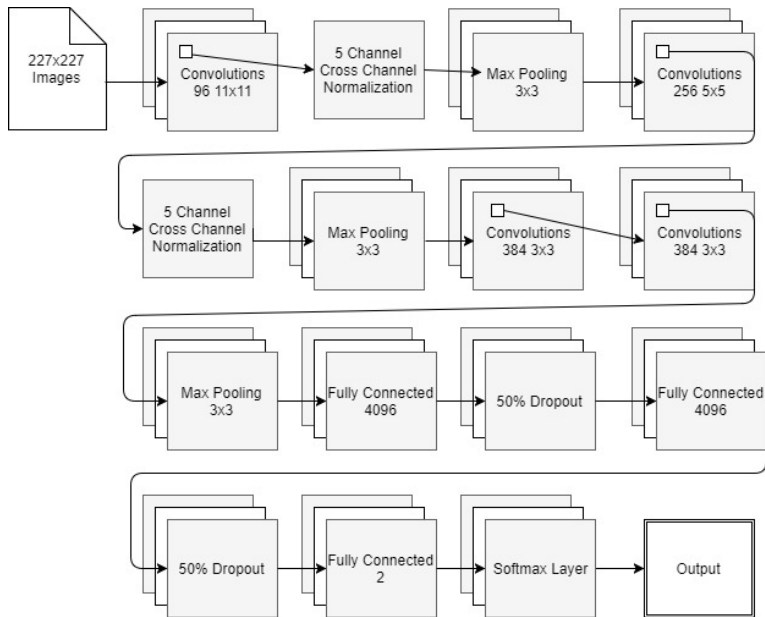 227x227
Images
Convolutions
96 11x11
5 Channel
Cross Channel
Normalization
Max Pooling
3x3
Convolutions
256 5x5
5 Channel
Cross Channel
Normalization
Max Pooling
3x3
Convolutions
384 3x3
Convolutions
384 3x3
Max Pooling
3x3
Fully Connected
4096
50% Dropout
Fully Connected
4096
50% Dropout
Fully Connected
2
Softmax Layer
Output